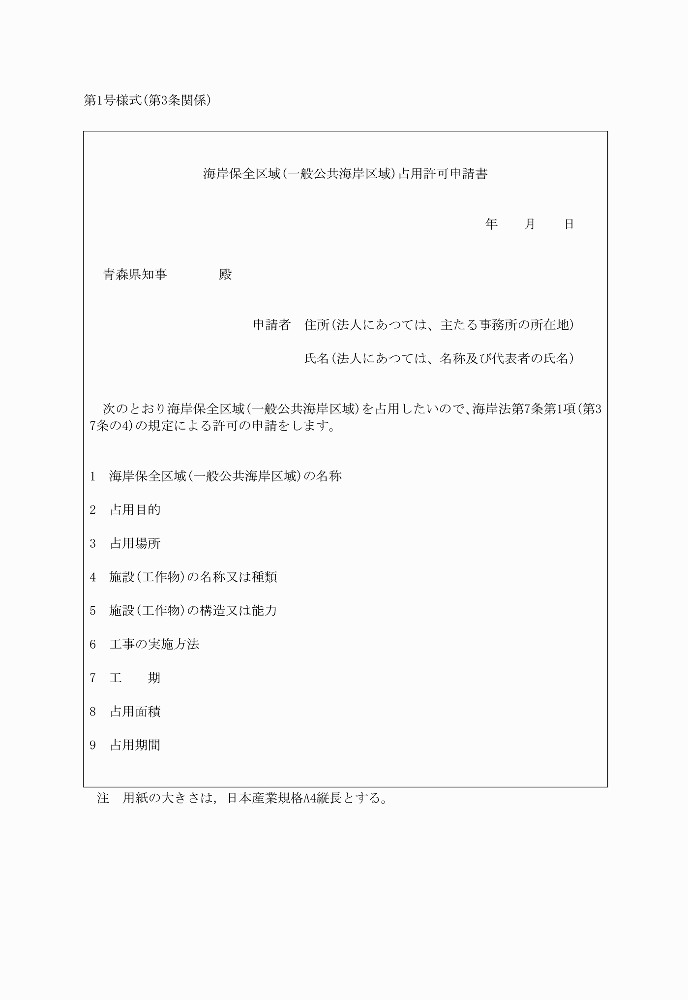 第1号様式(第3条関係)
海岸保全区域(一般公共海岸区域)占用許可申請書
年　　月　　日
青森県知事　　　　殿
申請者　住所(法人にあつては、主たる事務所の所在地)
氏名(法人にあつては、名称及び代表者の氏名)
次のとおり海岸保全区域(一般公共海岸区域)を占用したいので、海岸法第7条第1項(第3
7条の4)の規定による許可の申請をします。
1　海岸保全区域(一般公共海岸区域)の名称
2　占用目的
3　占用場所
4　施設(工作物)の名称又は種類
5　施設(工作物)の構造又は能力
6　工事の実施方法
7　工　　期
8　占用面積
9　占用期間
注　用紙の大きさは，日本産業規格A4縦長とする。